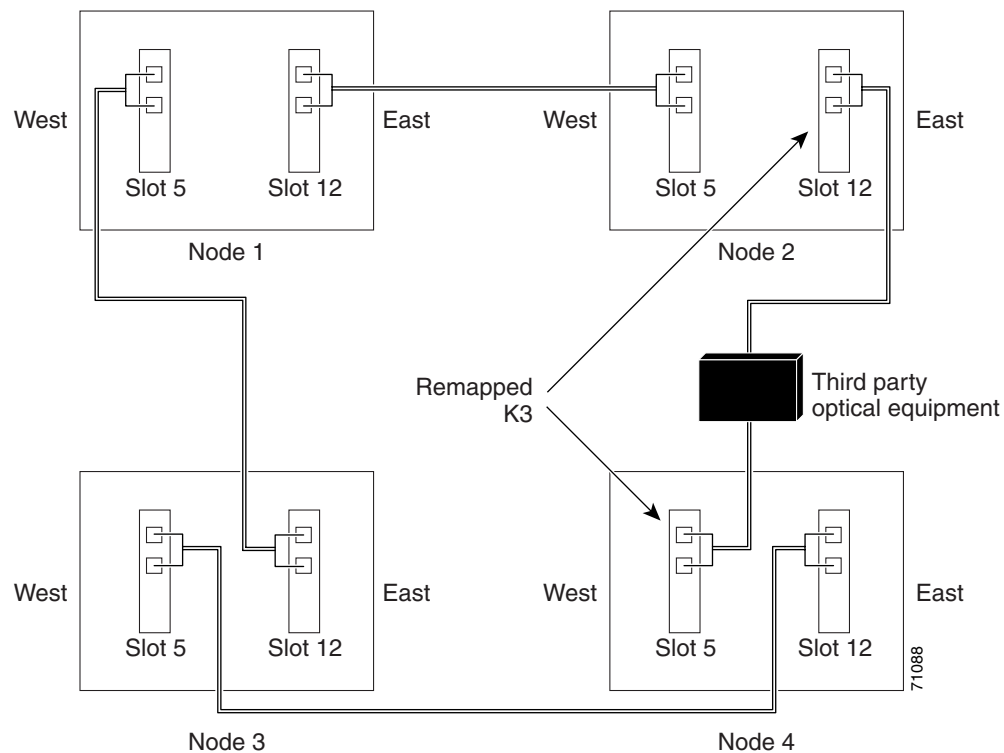 West
East
West
East
Slot 5
Slot 12
Slot 5
Slot 12
Node 1
Node 2
Remapped
K3
Third party
optical equipment
West
East
West
East
Slot 5
Slot 12
Slot 5
Slot 12
71088
Node 3
Node 4